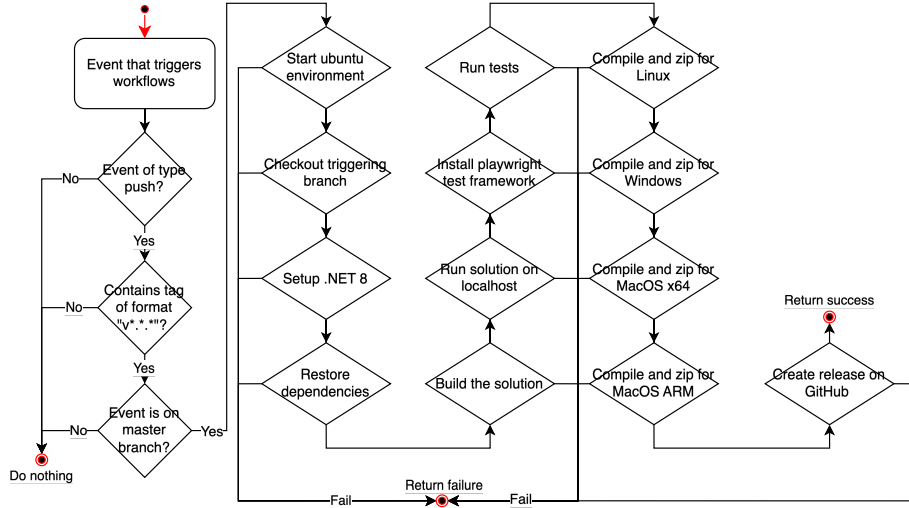 Event that triggers
workflows
Event of type
push?
No
Yes
Contains tag
of format
"v*.*.*"?
No
Yes
Event is on
master
branch?
No
Yes
Do nothing
Start ubuntu
environment
Checkout triggering
branch
Setup .NET 8
Restore
dependencies
Build the solution
Run solution on
localhost
Install playwright
test framework
Run tests
Compile and zip for
Linux
Compile and zip for
Windows
Compile and zip for
MacOS x64
Compile and zip for
MacOS ARM
Create release on
GitHub
Return success
Fail
Return failure
Fail